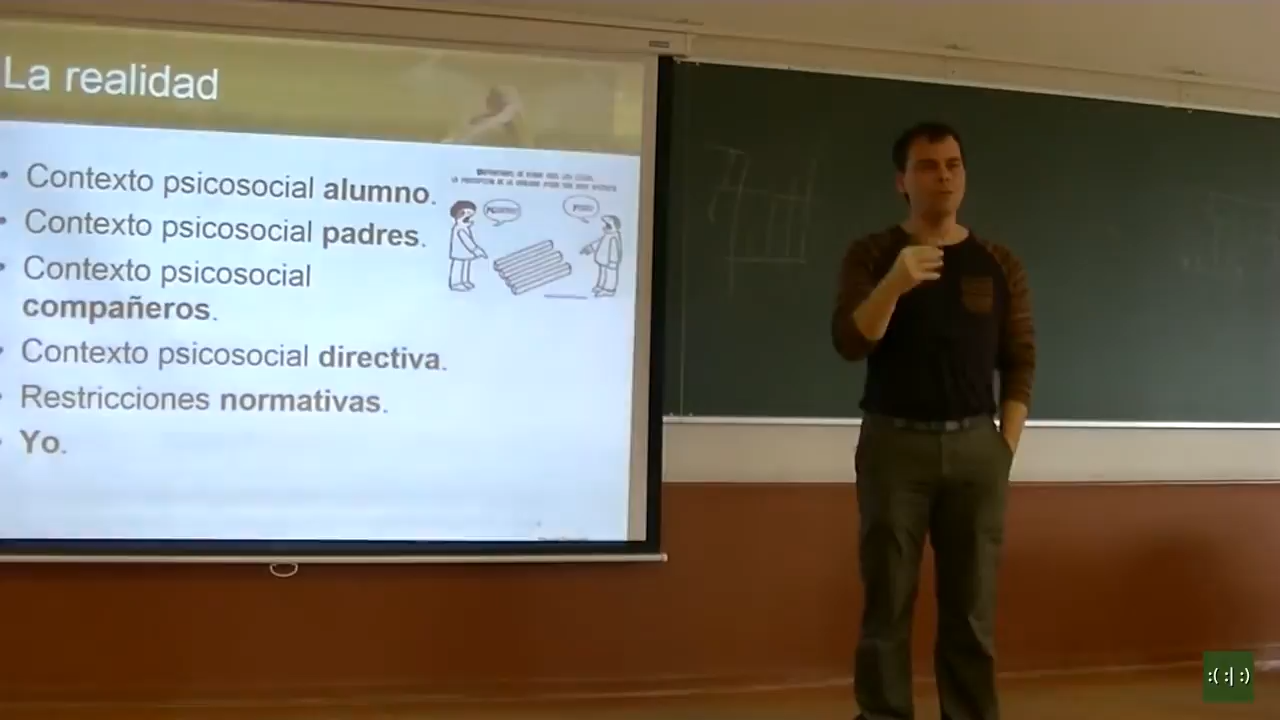 La realidad
• Contexto psicosocial alumno.
• Contexto psicosocial padres.
• Contexto psicosocial
compañeros.
• Contexto psicosocial directiva.
• Restricciones normativas.
• Yo.
:( :| :)